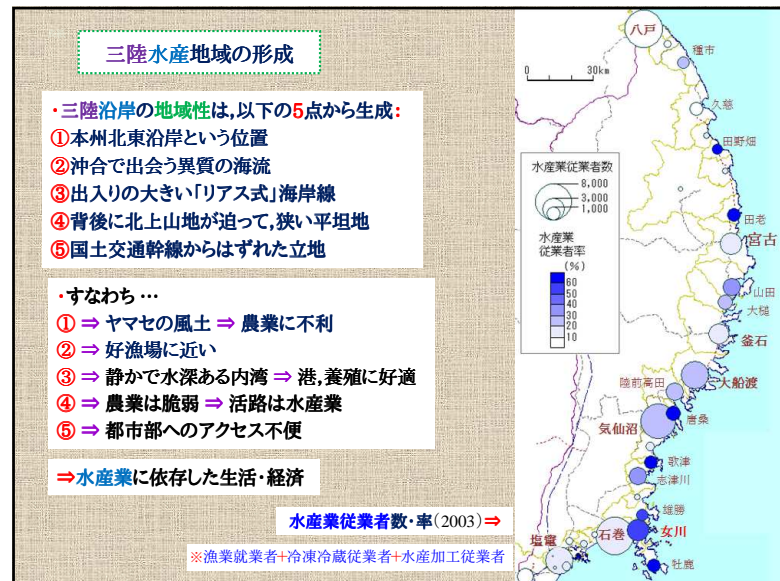 三陸水産地域の形成
・三陸沿岸の地域性は,以下の5点から生成:
①本州北東沿岸という位置
②沖合で出会う異質の海流
③出入りの大きい「リアス式」海岸線
④背後に北上山地が迫って,狭い平坦地
⑤国土交通幹線からはずれた立地
・すなわち …
① ⇒ ヤマセの風土 ⇒ 農業に不利
② ⇒ 好漁場に近い
③ ⇒ 静かで水深ある内湾 ⇒ 港,養殖に好適
④ ⇒ 農業は脆弱 ⇒ 活路は水産業
⑤ ⇒ 都市部へのアクセス不便
⇒水産業に依存した生活・経済
水産業従業者数・率(2003)⇒
※漁業就業者+冷凍冷蔵従業者+水産加工従業者
八戸
種市
0 30km
久慈
田野畑
水産業従業者数
8,000
3,000
1,000
水産業
従業者率
(%)
60
50
40
30
20
10
田老
宮古
山田
大槌
釜石
大船渡
陸前高田
唐桑
気仙沼
歌津
志津川
雄勝
女川
石巻
塩竈
牡鹿